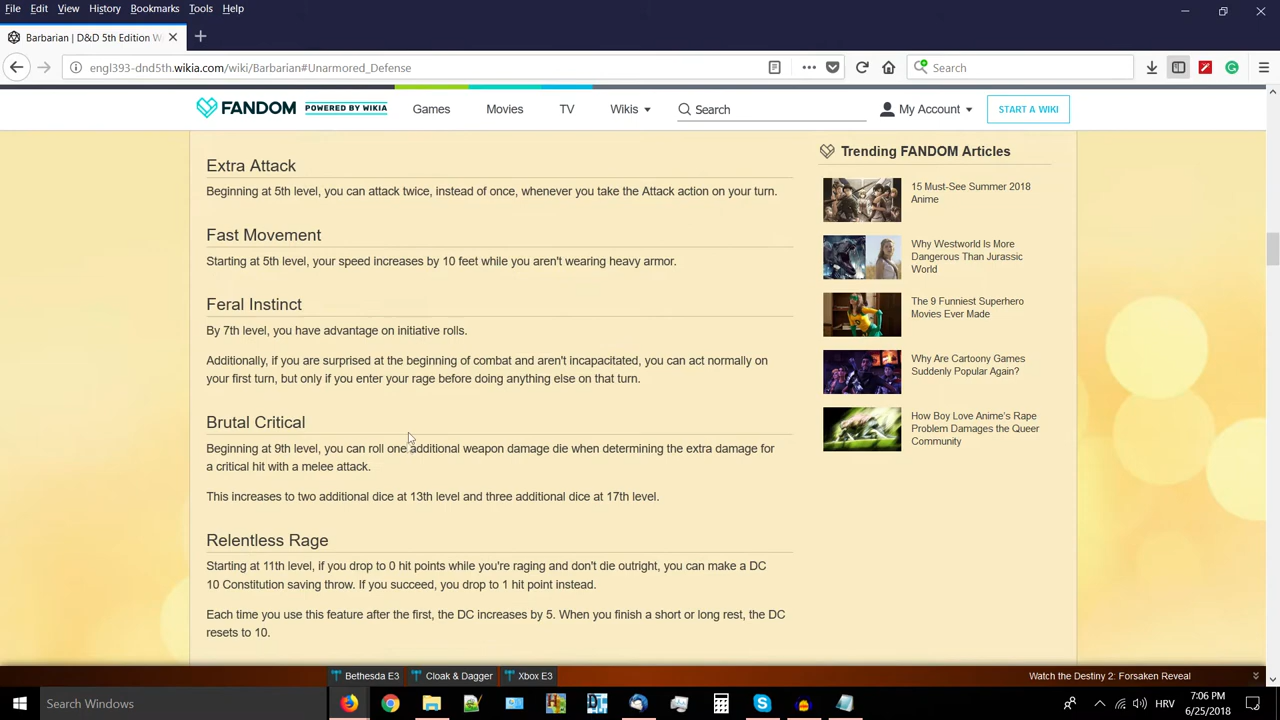 File Edit View History Bookmarks Tools Help
Barbarian | D&D 5th Edition W
engl393-dnd5th.wikia.com/wiki/Barbarian#Unarmored_Defense
Search
FANDOM POWERED BY WIKIA
Games Movies TV Wikis Search My Account START A WIKI
Extra Attack
Beginning at 5th level, you can attack twice, instead of once, whenever you take the Attack action on your turn.
Fast Movement
Starting at 5th level, your speed increases by 10 feet while you aren't wearing heavy armor.
Feral Instinct
By 7th level, you have advantage on initiative rolls.
Additionally, if you are surprised at the beginning of combat and aren't incapacitated, you can act normally on
your first turn, but only if you enter your rage before doing anything else on that turn.
Brutal Critical
Beginning at 9th level, you can roll one additional weapon damage die when determining the extra damage for
a critical hit with a melee attack.
This increases to two additional dice at 13th level and three additional dice at 17th level.
Relentless Rage
Starting at 11th level, if you drop to 0 hit points while you're raging and don't die outright, you can make a DC
10 Constitution saving throw. If you succeed, you drop to 1 hit point instead.
Each time you use this feature after the first, the DC increases by 5. When you finish a short or long rest, the DC
resets to 10.
Trending FANDOM Articles
15 Must-See Summer 2018
Anime
Why Westworld Is More
Dangerous Than Jurassic
World
The 9 Funniest Superhero
Movies Ever Made
Why Are Cartoony Games
Suddenly Popular Again?
How Boy Love Anime's Rape
Problem Damages the Queer
Community
Bethesda E3 Cloak & Dagger Xbox E3 Watch the Destiny 2: Forsaken Reveal
Search Windows
HRV
7:06 PM
6/25/2018